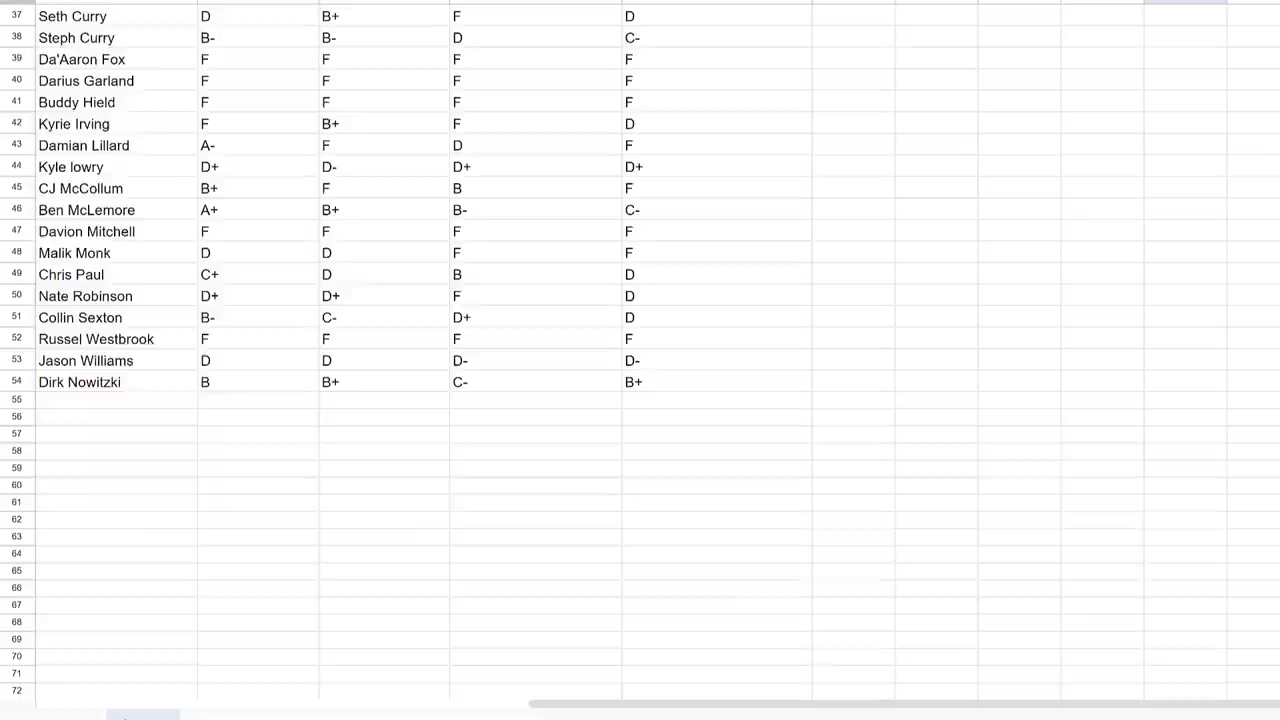 37 Seth Curry D B+ F D
38 Steph Curry B- B- D C-
39 Da'Aaron Fox F F F F
40 Darius Garland F F F F
41 Buddy Hield F F F F
42 Kyrie Irving F B+ F D
43 Damian Lillard A- F D F
44 Kyle lowry D+ D- D+ D+
45 CJ McCollum B+ F B F
46 Ben McLemore A+ B+ B- C-
47 Davion Mitchell F F F F
48 Malik Monk D D F F
49 Chris Paul C+ D B D
50 Nate Robinson D+ D+ F D
51 Collin Sexton B- C- D+ D
52 Russel Westbrook F F F F
53 Jason Williams D D D- D-
54 Dirk Nowitzki B B+ C- B+
55
56
57
58
59
60
61
62
63
64
65
66
67
68
69
70
71
72